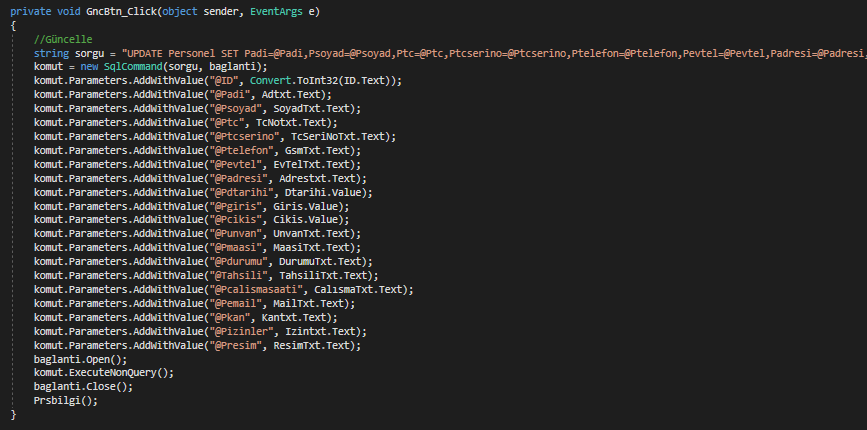 private void GncBtn_Click(object sender, EventArgs e)
{
//Güncelle
string sorgu = "UPDATE Personel SET Padi=@Padi,Psoyad=@Psoyad,Ptc=@Ptc,Ptcserino=@Ptcserino,Ptelefon=@Ptelefon,Pevtel=@Pevtel,Padresi=@Padresi,
komut = new SqlCommand(sorgu, baglanti);
komut.Parameters.AddWithValue("@ID", Convert.ToInt32(ID.Text));
komut.Parameters.AddWithValue("@Padi", Adtxt.Text);
komut.Parameters.AddWithValue("@Psoyad", SoyadTxt.Text);
komut.Parameters.AddWithValue("@Ptc", TcNotxt.Text);
komut.Parameters.AddWithValue("@Ptcserino", TcSeriNoTxt.Text);
komut.Parameters.AddWithValue("@Ptelefon", GsmTxt.Text);
komut.Parameters.AddWithValue("@Pevtel", EvTelTxt.Text);
komut.Parameters.AddWithValue("@Padresi", Adrestxt.Text);
komut.Parameters.AddWithValue("@Pdtarihi", Dtarihi.Value);
komut.Parameters.AddWithValue("@Pgiris", Giris.Value);
komut.Parameters.AddWithValue("@Pcikis", Cikis.Value);
komut.Parameters.AddWithValue("@Punvan", UnvanTxt.Text);
komut.Parameters.AddWithValue("@Pmaasi", MaasiTxt.Text);
komut.Parameters.AddWithValue("@Pdurumu", DurumuTxt.Text);
komut.Parameters.AddWithValue("@Tahsili", TahsiliTxt.Text);
komut.Parameters.AddWithValue("@Pcalismasaati", CalısmaTxt.Text);
komut.Parameters.AddWithValue("@Pemail", MailTxt.Text);
komut.Parameters.AddWithValue("@Pkan", Kantxt.Text);
komut.Parameters.AddWithValue("@Pizinler", Izintxt.Text);
komut.Parameters.AddWithValue("@Presim", ResimTxt.Text);
baglanti.Open();
komut.ExecuteNonQuery();
baglanti.Close();
Prsbilgi();
}